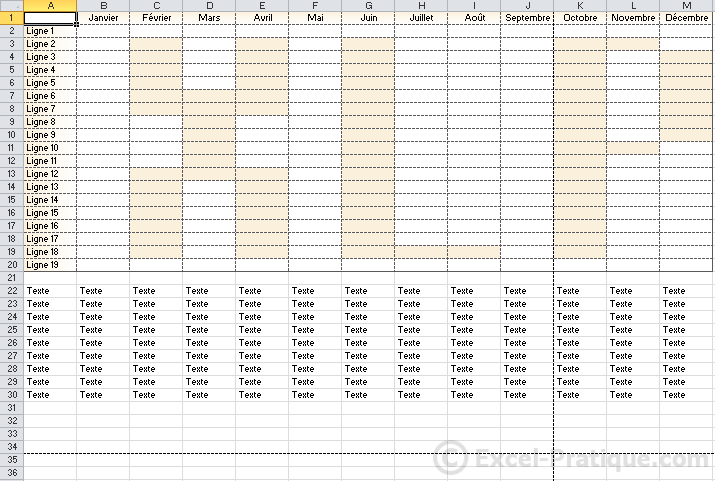 A B C D E F G H I J K L M
1 Janvier Février Mars Avril Mai Juin Juillet Août Septembre Octobre Novembre Décembre
2 Ligne 1
3 Ligne 2
4 Ligne 3
5 Ligne 4
6 Ligne 5
7 Ligne 6
8 Ligne 7
9 Ligne 8
10 Ligne 9
11 Ligne 10
12 Ligne 11
13 Ligne 12
14 Ligne 13
15 Ligne 14
16 Ligne 15
17 Ligne 16
18 Ligne 17
19 Ligne 18
20 Ligne 19
21
22 Texte Texte Texte Texte Texte Texte Texte Texte Texte Texte Texte Texte Texte
23 Texte Texte Texte Texte Texte Texte Texte Texte Texte Texte Texte Texte Texte
24 Texte Texte Texte Texte Texte Texte Texte Texte Texte Texte Texte Texte Texte
25 Texte Texte Texte Texte Texte Texte Texte Texte Texte Texte Texte Texte Texte
26 Texte Texte Texte Texte Texte Texte Texte Texte Texte Texte Texte Texte Texte
27 Texte Texte Texte Texte Texte Texte Texte Texte Texte Texte Texte Texte Texte
28 Texte Texte Texte Texte Texte Texte Texte Texte Texte Texte Texte Texte Texte
29 Texte Texte Texte Texte Texte Texte Texte Texte Texte Texte Texte Texte Texte
30 Texte Texte Texte Texte Texte Texte Texte Texte Texte Texte Texte Texte Texte
31
32
33
34
35 © Excel-Pratique.com
36